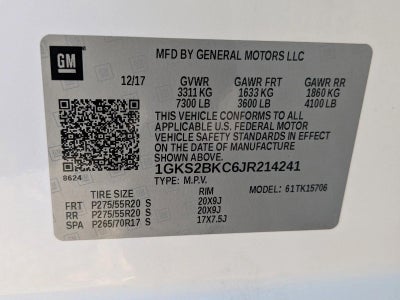 GM
MFD BY GENERAL MOTORS LLC
12/17 GVWR GAWR FRT GAWR RR
3311 KG 1633 KG 1860 KG
7300 LB 3600 LB 4100 LB
THIS VEHICLE CONFORMS TO ALL
APPLICABLE U.S. FEDERAL MOTOR
VEHICLE SAFETY STANDARDS IN EFFECT
ON THE DATE OF MANUFACTURE SHOWN ABOVE.
8624 1GKS2BKC6JR214241
TYPE: M.P.V. MODEL: 61TK15706
TIRE SIZE RIM
FRT P275/55R20 S 20X9J
RR P275/55R20 S 20X9J
SPA P265/70R17 S 17X7.5J